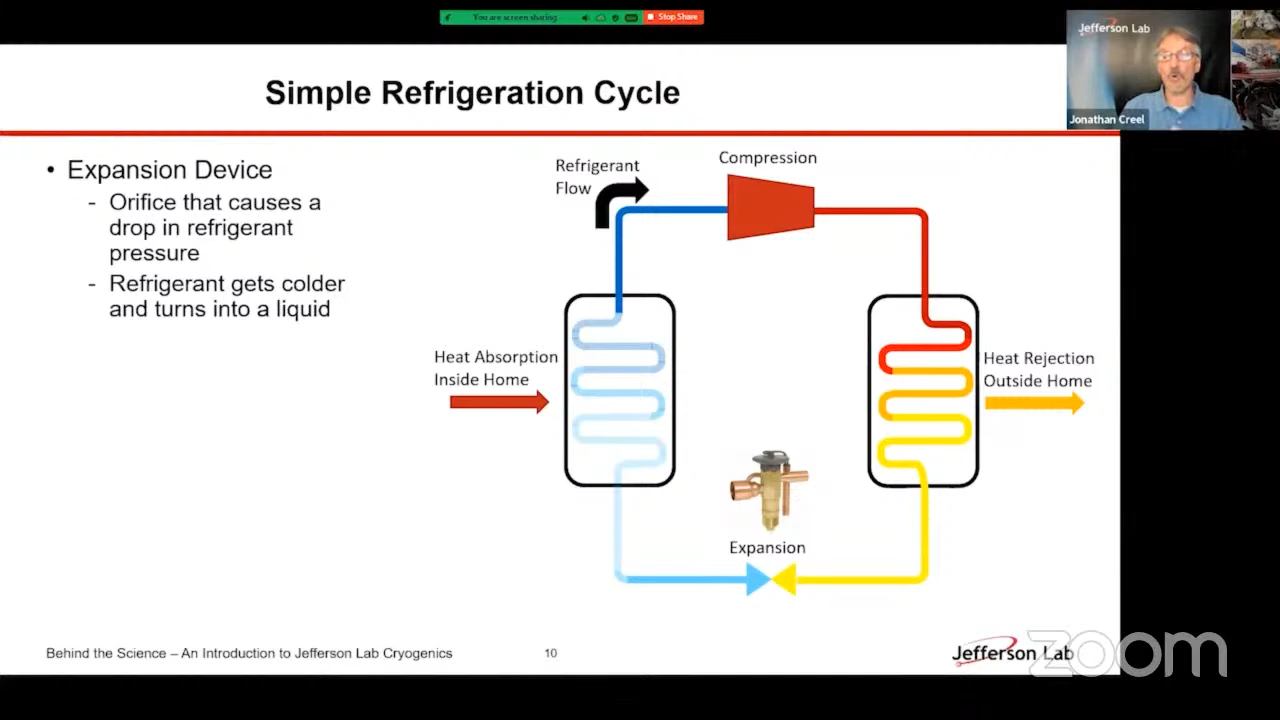 You are screen sharing
Stop Share
Jefferson Lab
Jonathan Creel
Simple Refrigeration Cycle
• Expansion Device
- Orifice that causes a
drop in refrigerant
pressure
- Refrigerant gets colder
and turns into a liquid
Refrigerant
Flow
Compression
Heat Absorption
Inside Home
Heat Rejection
Outside Home
Expansion
Behind the Science – An Introduction to Jefferson Lab Cryogenics
10
Jefferson Lab
zoom